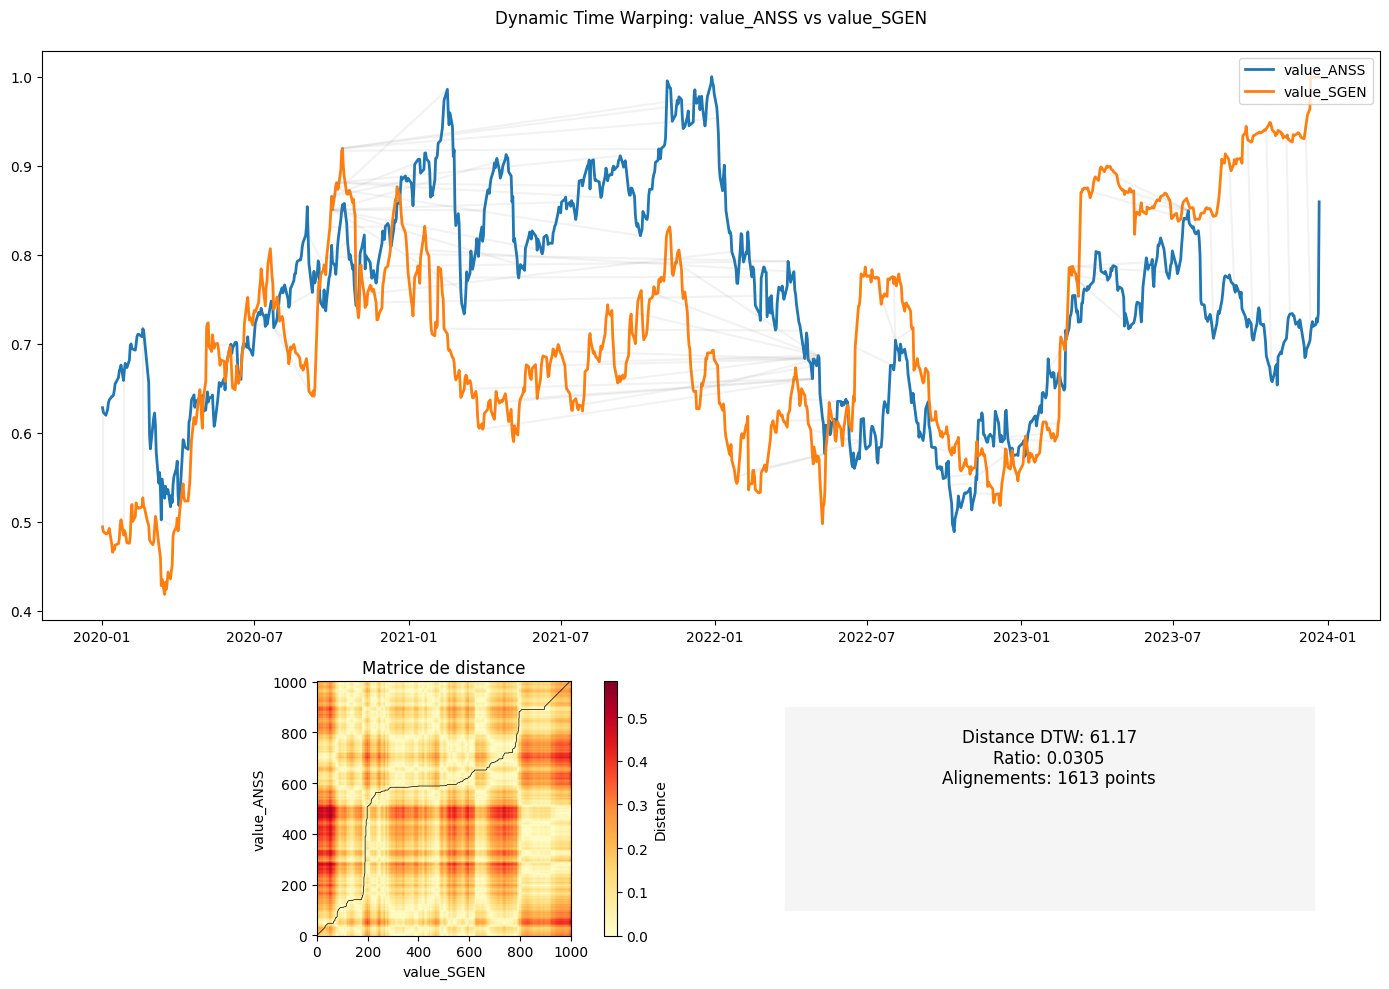 Dynamic Time Warping: value_ANSS vs value_SGEN
value_ANSS
value_SGEN
1.0
0.9
0.8
0.7
0.6
0.5
0.4
2020-01 2020-07 2021-01 2021-07 2022-01 2022-07 2023-01 2023-07 2024-01
Matrice de distance
value_ANSS
1000
800
600
400
200
0
0 200 400 600 800 1000
value_SGEN
0.5
0.4
0.3
0.2
0.1
0.0
Distance
Distance DTW: 61.17
Ratio: 0.0305
Alignements: 1613 points